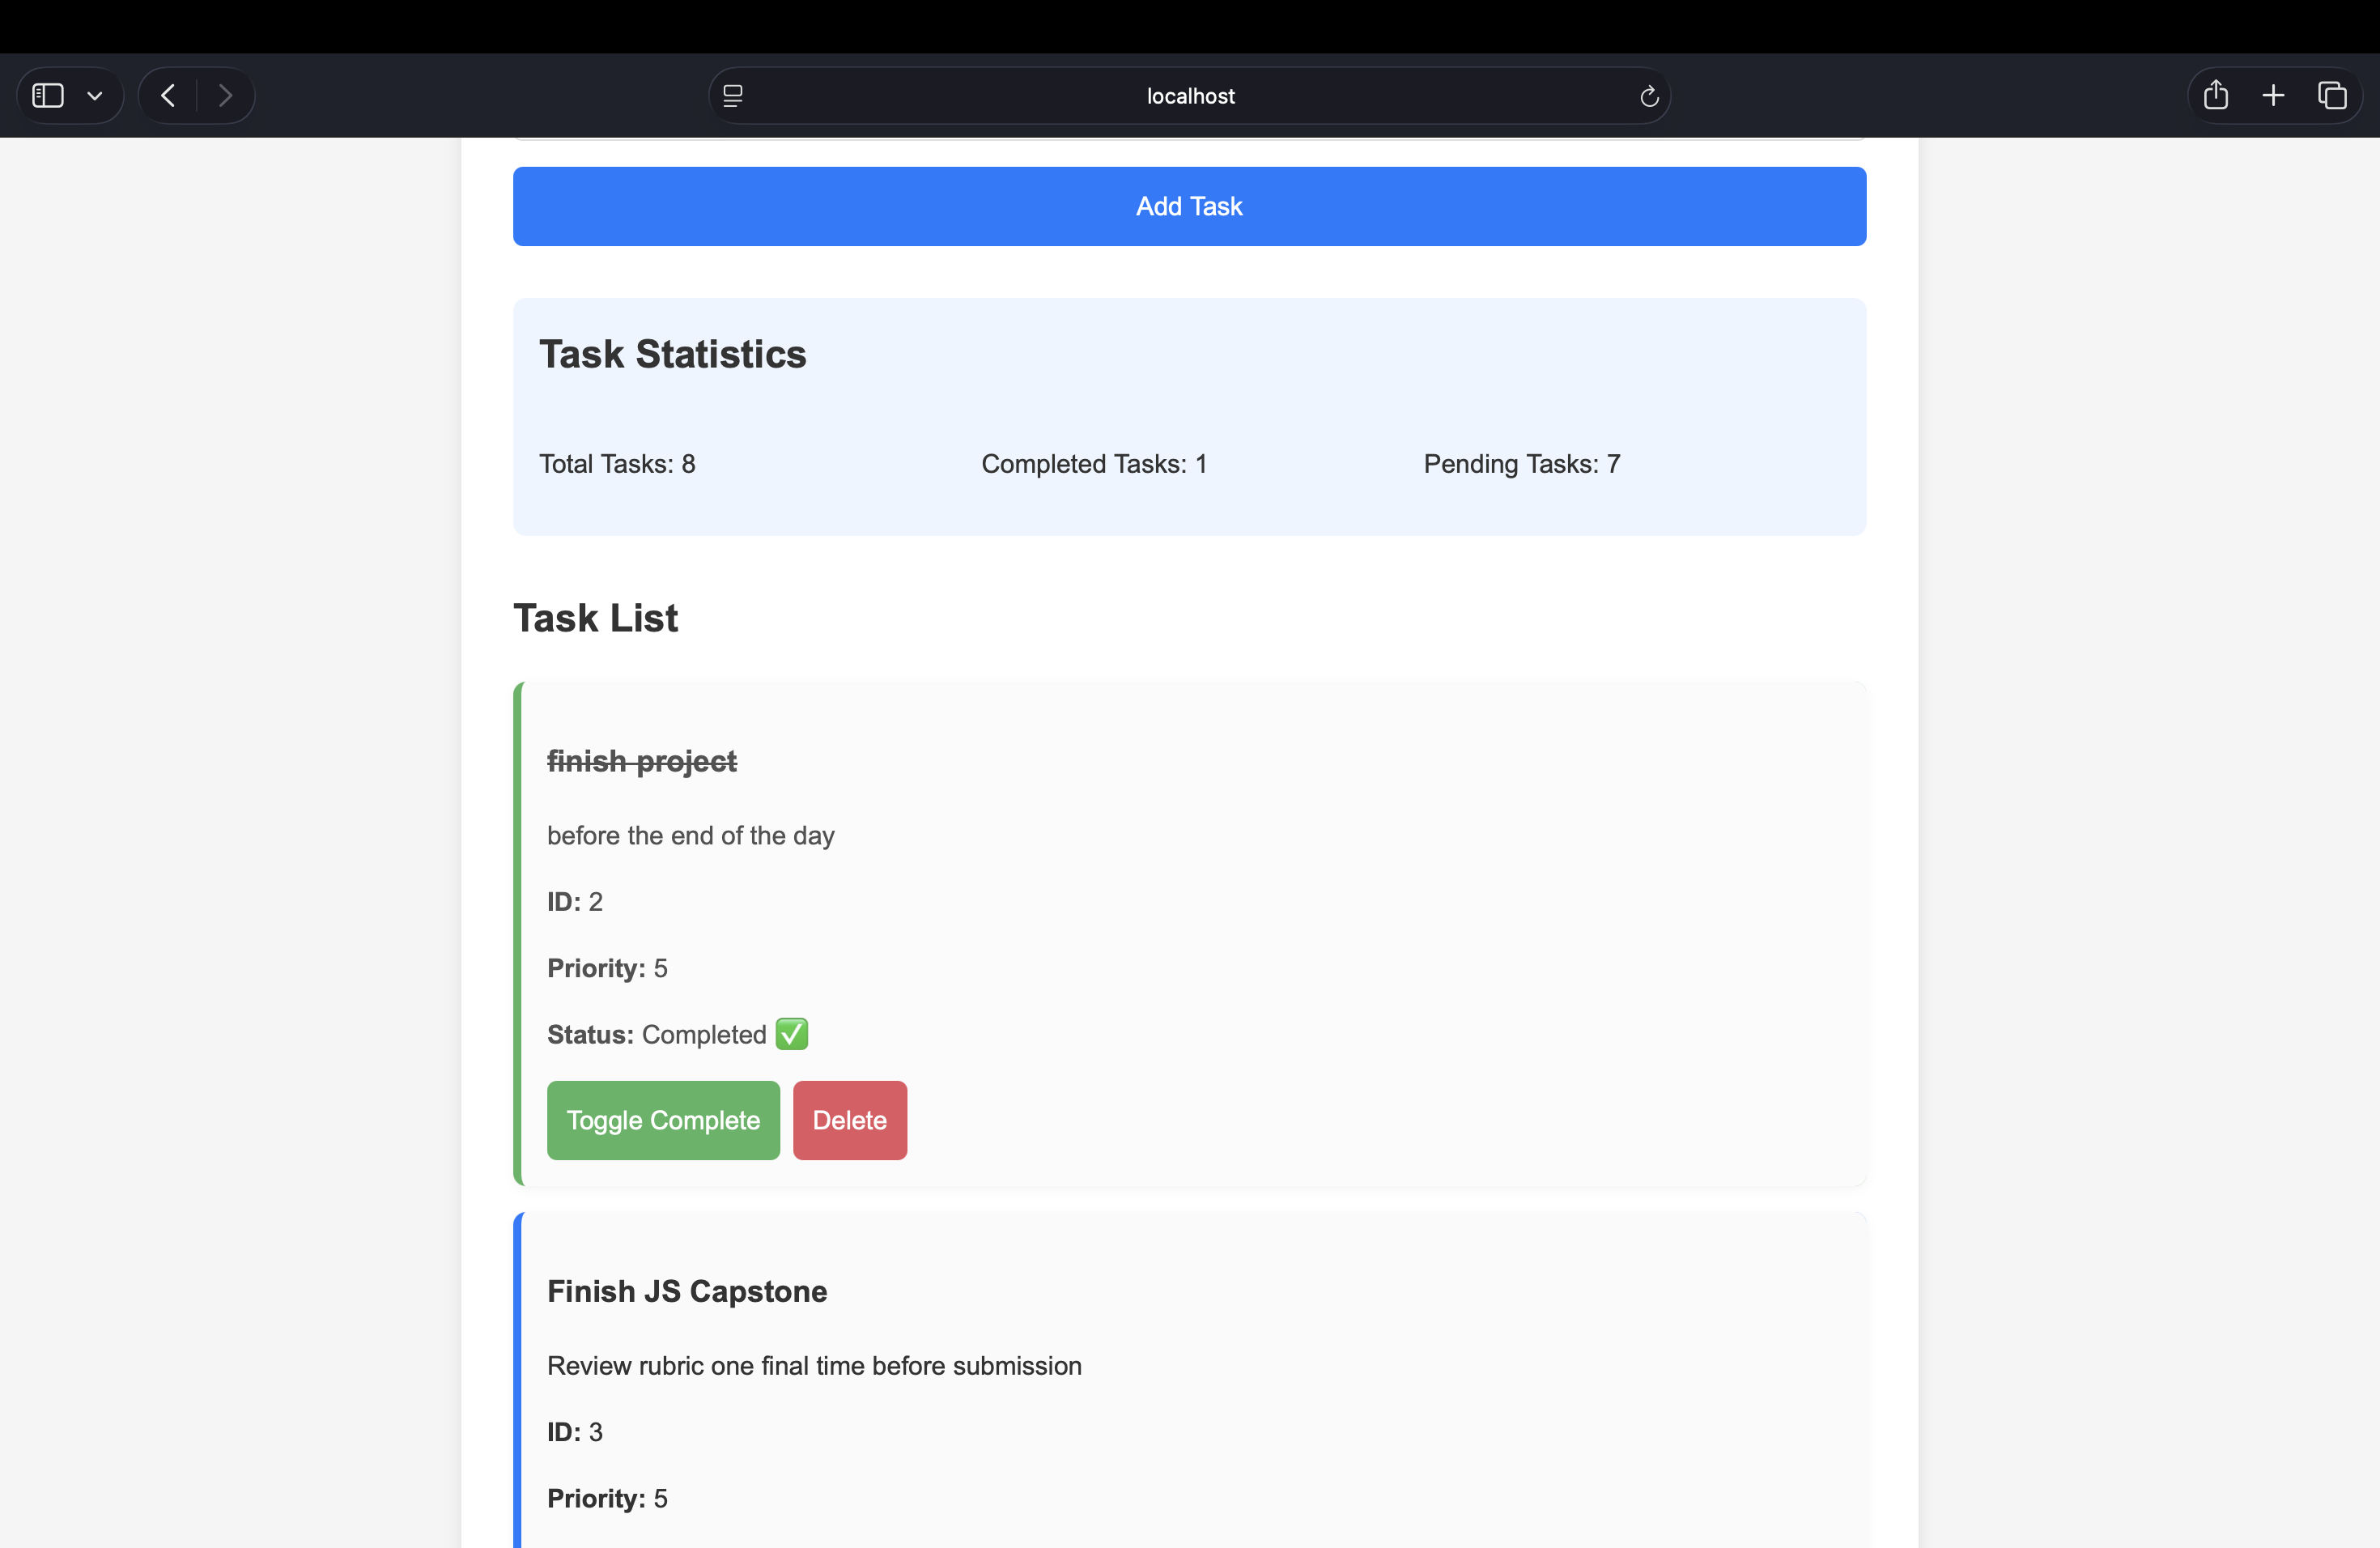 localhost
Add Task
Task Statistics
Total Tasks: 8
Completed Tasks: 1
Pending Tasks: 7
Task List
finish project
before the end of the day
ID: 2
Priority: 5
Status: Completed ✅
Toggle Complete
Delete
Finish JS Capstone
Review rubric one final time before submission
ID: 3
Priority: 5